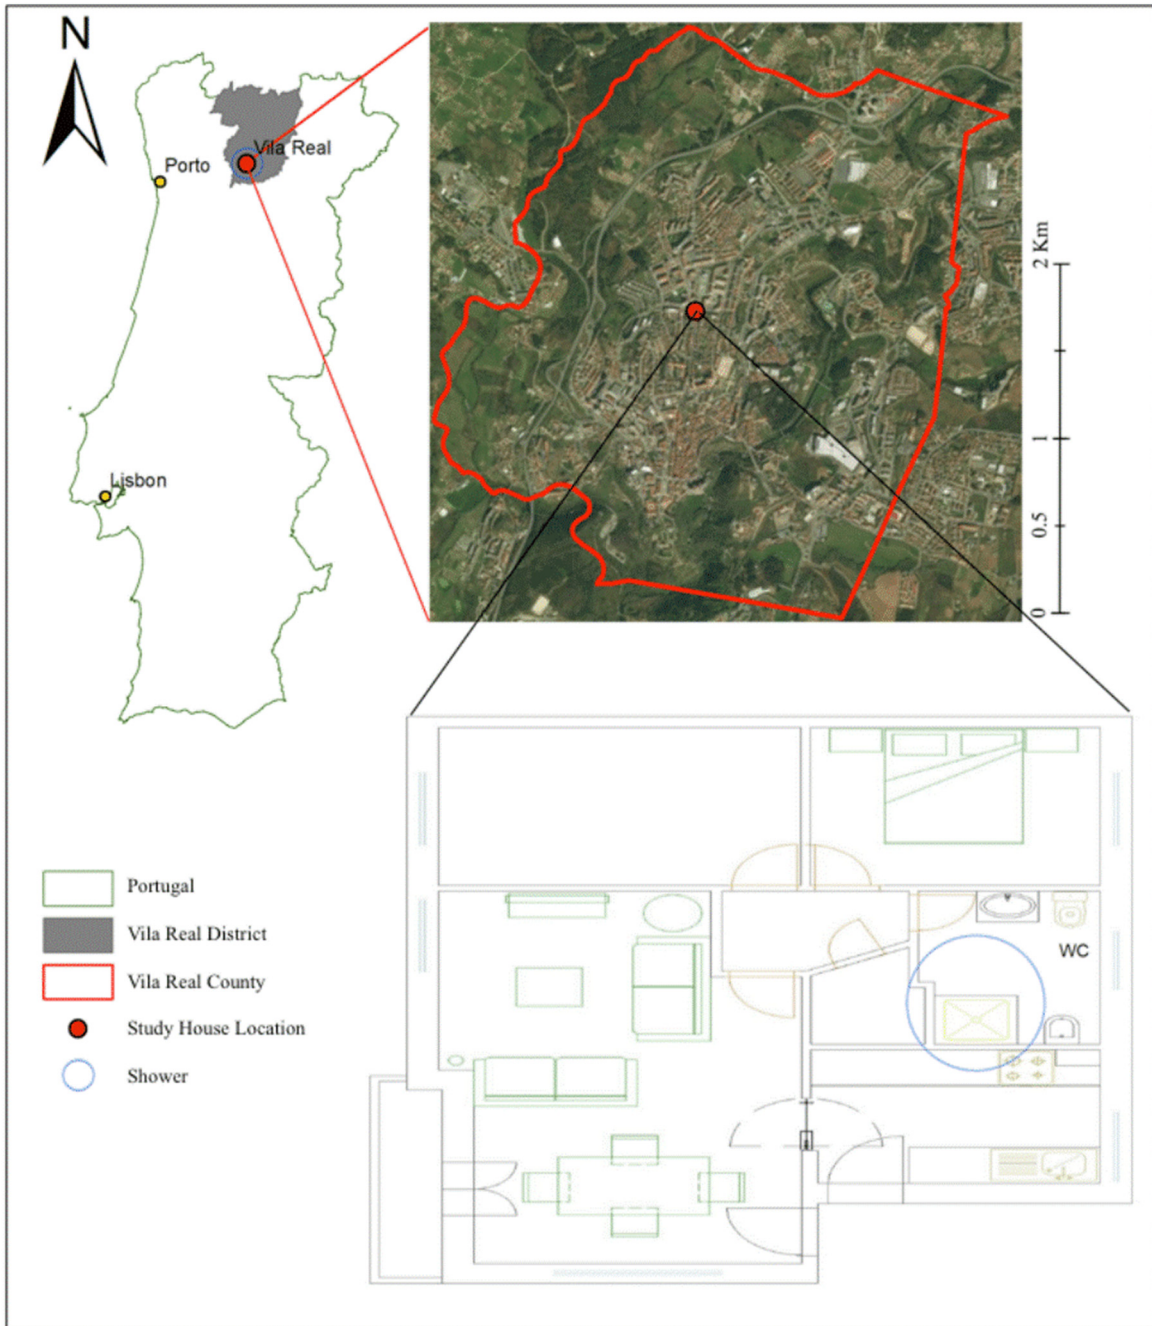 N
Porto
Vila Real
Lisbon
2 Km
1
0.5
0
WC
Portugal
Vila Real District
Vila Real County
Study House Location
Shower